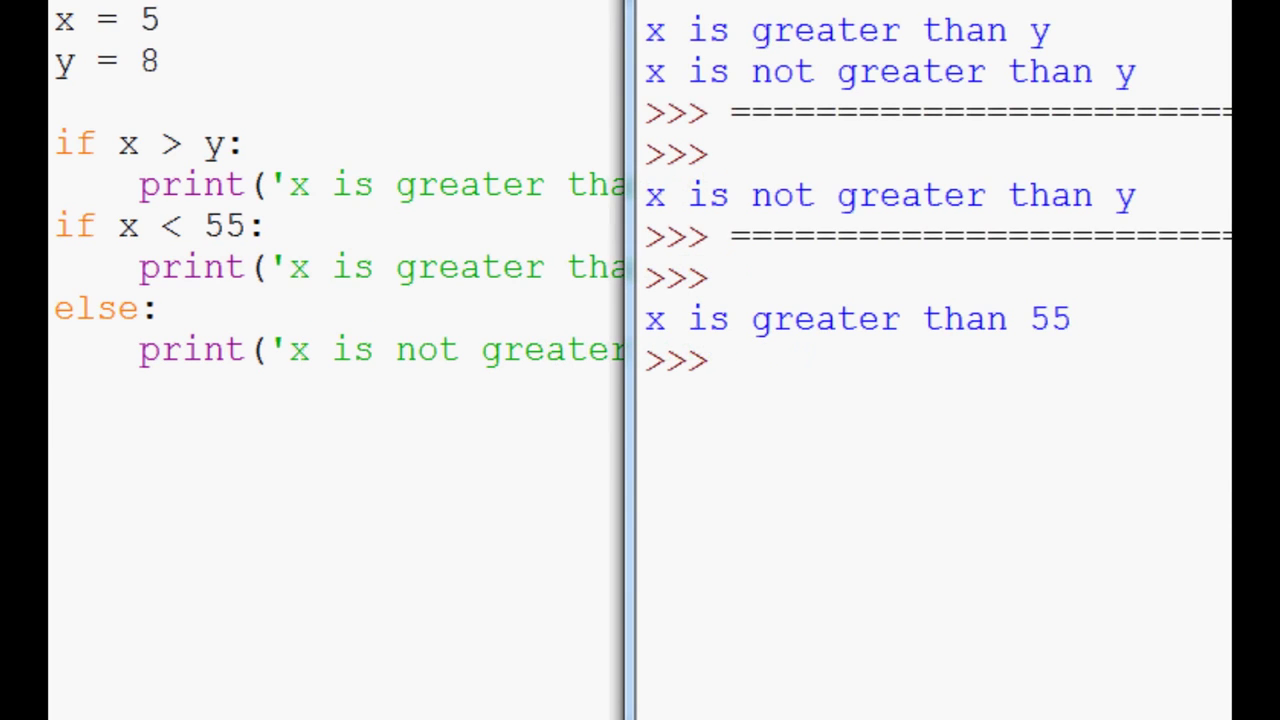 x = 5
y = 8
if x > y:
    print('x is greater tha
if x < 55:
    print('x is greater tha
else:
    print('x is not greater
x is greater than y
x is not greater than y
>>> ========================
>>>
x is not greater than y
>>> ========================
>>>
x is greater than 55
>>>